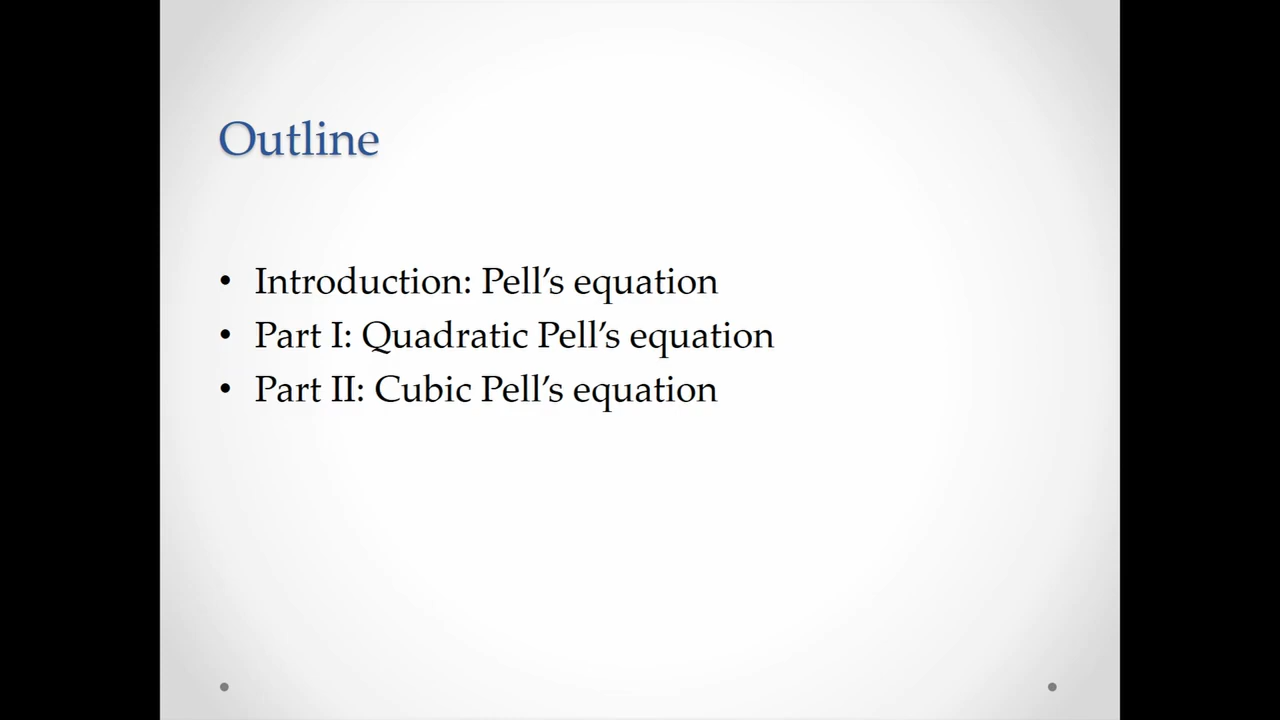 Outline
• Introduction: Pell’s equation
• Part I: Quadratic Pell’s equation
• Part II: Cubic Pell’s equation